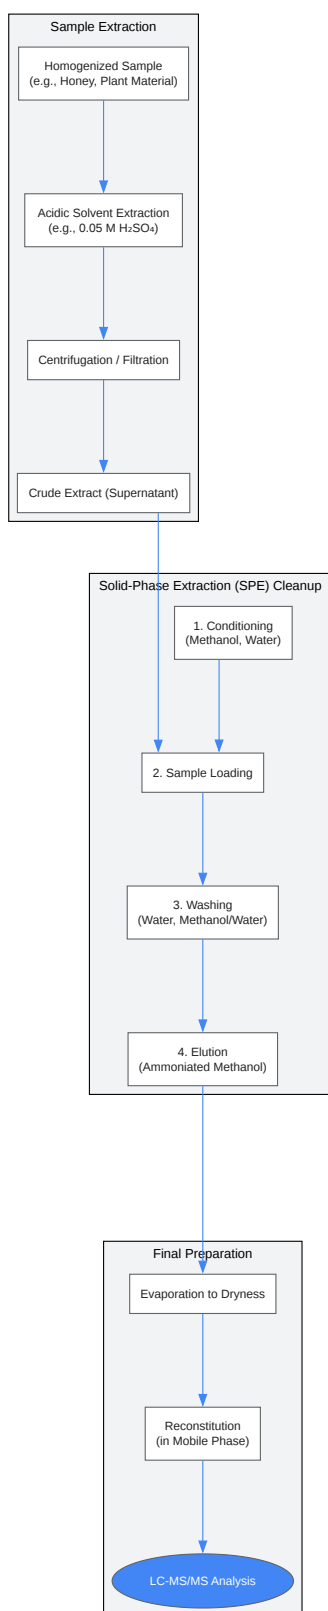 Sample Extraction
Homogenized Sample
(e.g., Honey, Plant Material)
Acidic Solvent Extraction
(e.g., 0.05 M H₂SO₄)
Centrifugation / Filtration
Crude Extract (Supernatant)
Solid-Phase Extraction (SPE) Cleanup
1. Conditioning
(Methanol, Water)
2. Sample Loading
3. Washing
(Water, Methanol/Water)
4. Elution
(Ammoniated Methanol)
Final Preparation
Evaporation to Dryness
Reconstitution
(in Mobile Phase)
LC-MS/MS Analysis